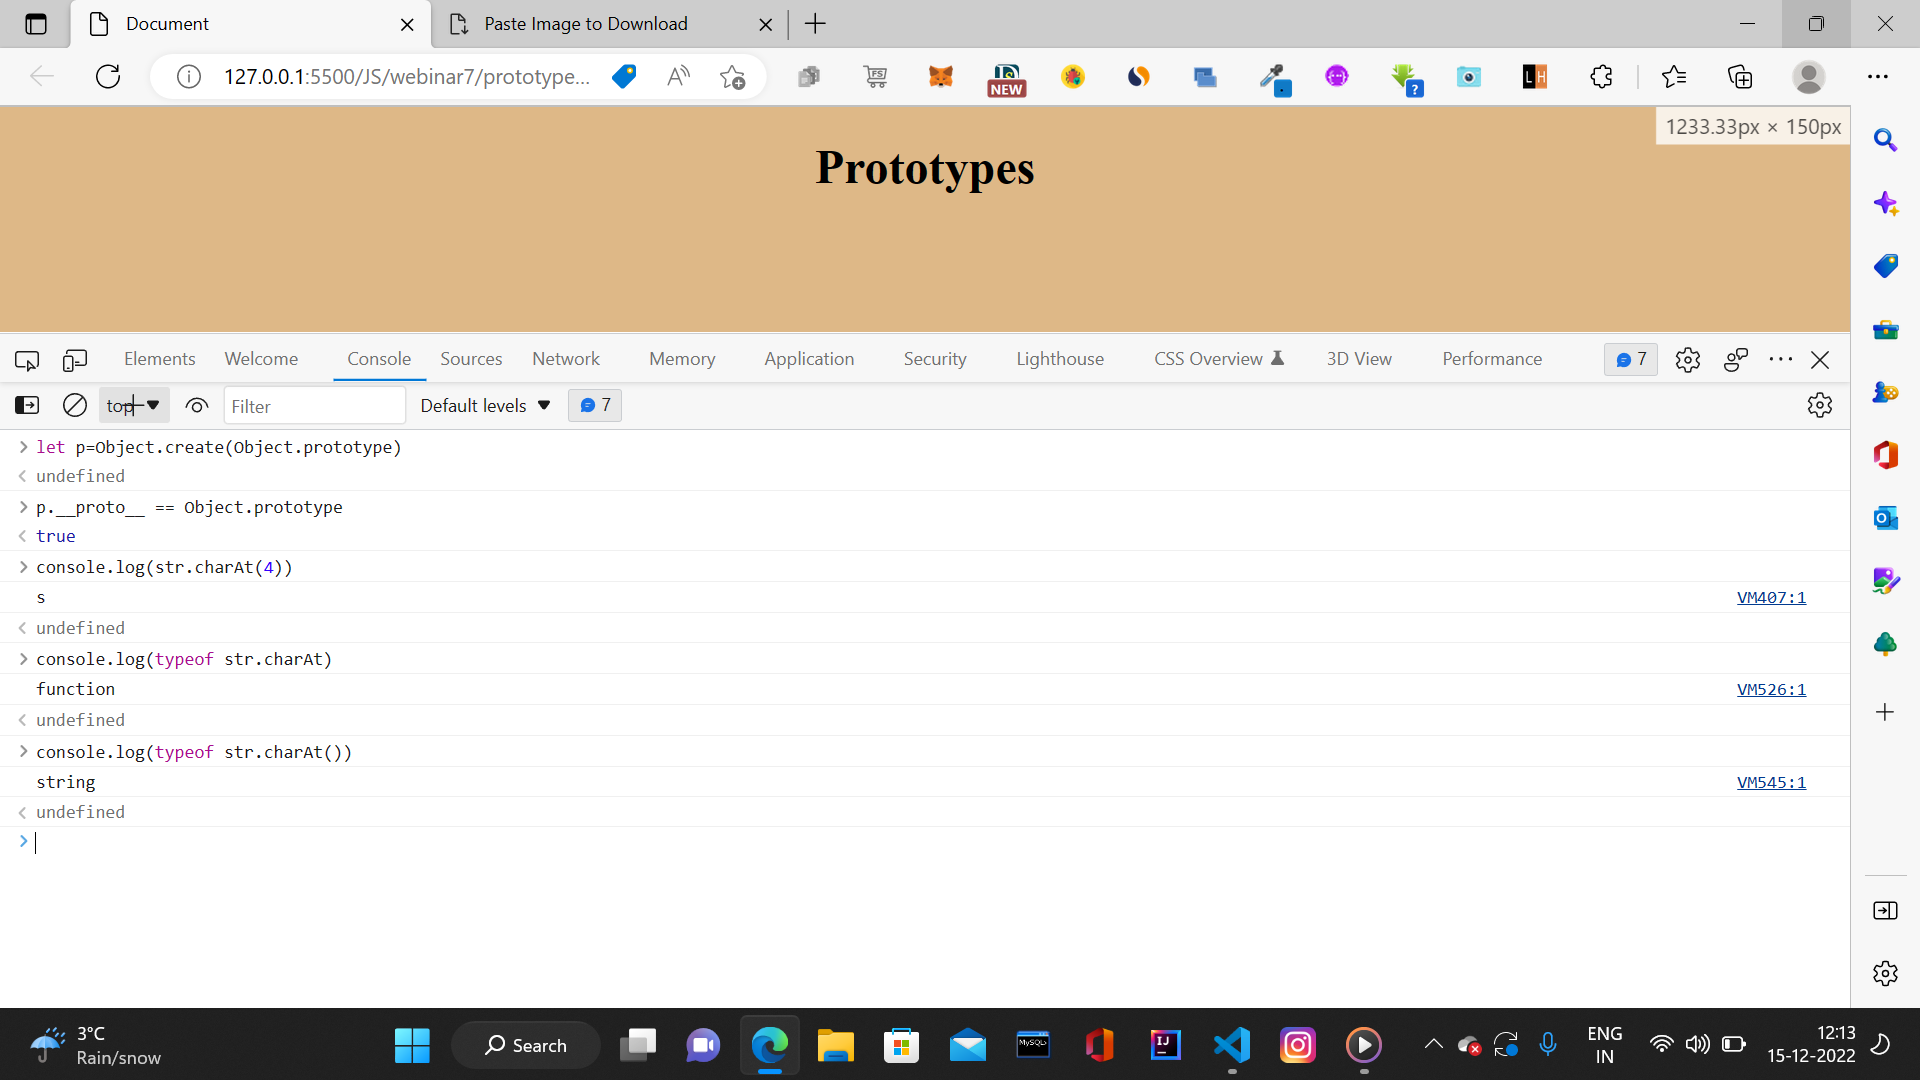 Document
Paste Image to Download
127.0.0.1:5500/JS/webinar7/prototype...
NEW
?
LH
1233.33px × 150px
Prototypes
Elements Welcome Console Sources Network Memory Application Security Lighthouse CSS Overview 3D View Performance 7
top Filter Default levels 7
let p=Object.create(Object.prototype)
undefined
p.__proto__ == Object.prototype
true
console.log(str.charAt(4))
s VM407:1
undefined
console.log(typeof str.charAt)
function VM526:1
undefined
console.log(typeof str.charAt())
string VM545:1
undefined
3°C
Rain/snow
Search
MySQL
IJ
ENG
IN
12:13
15-12-2022